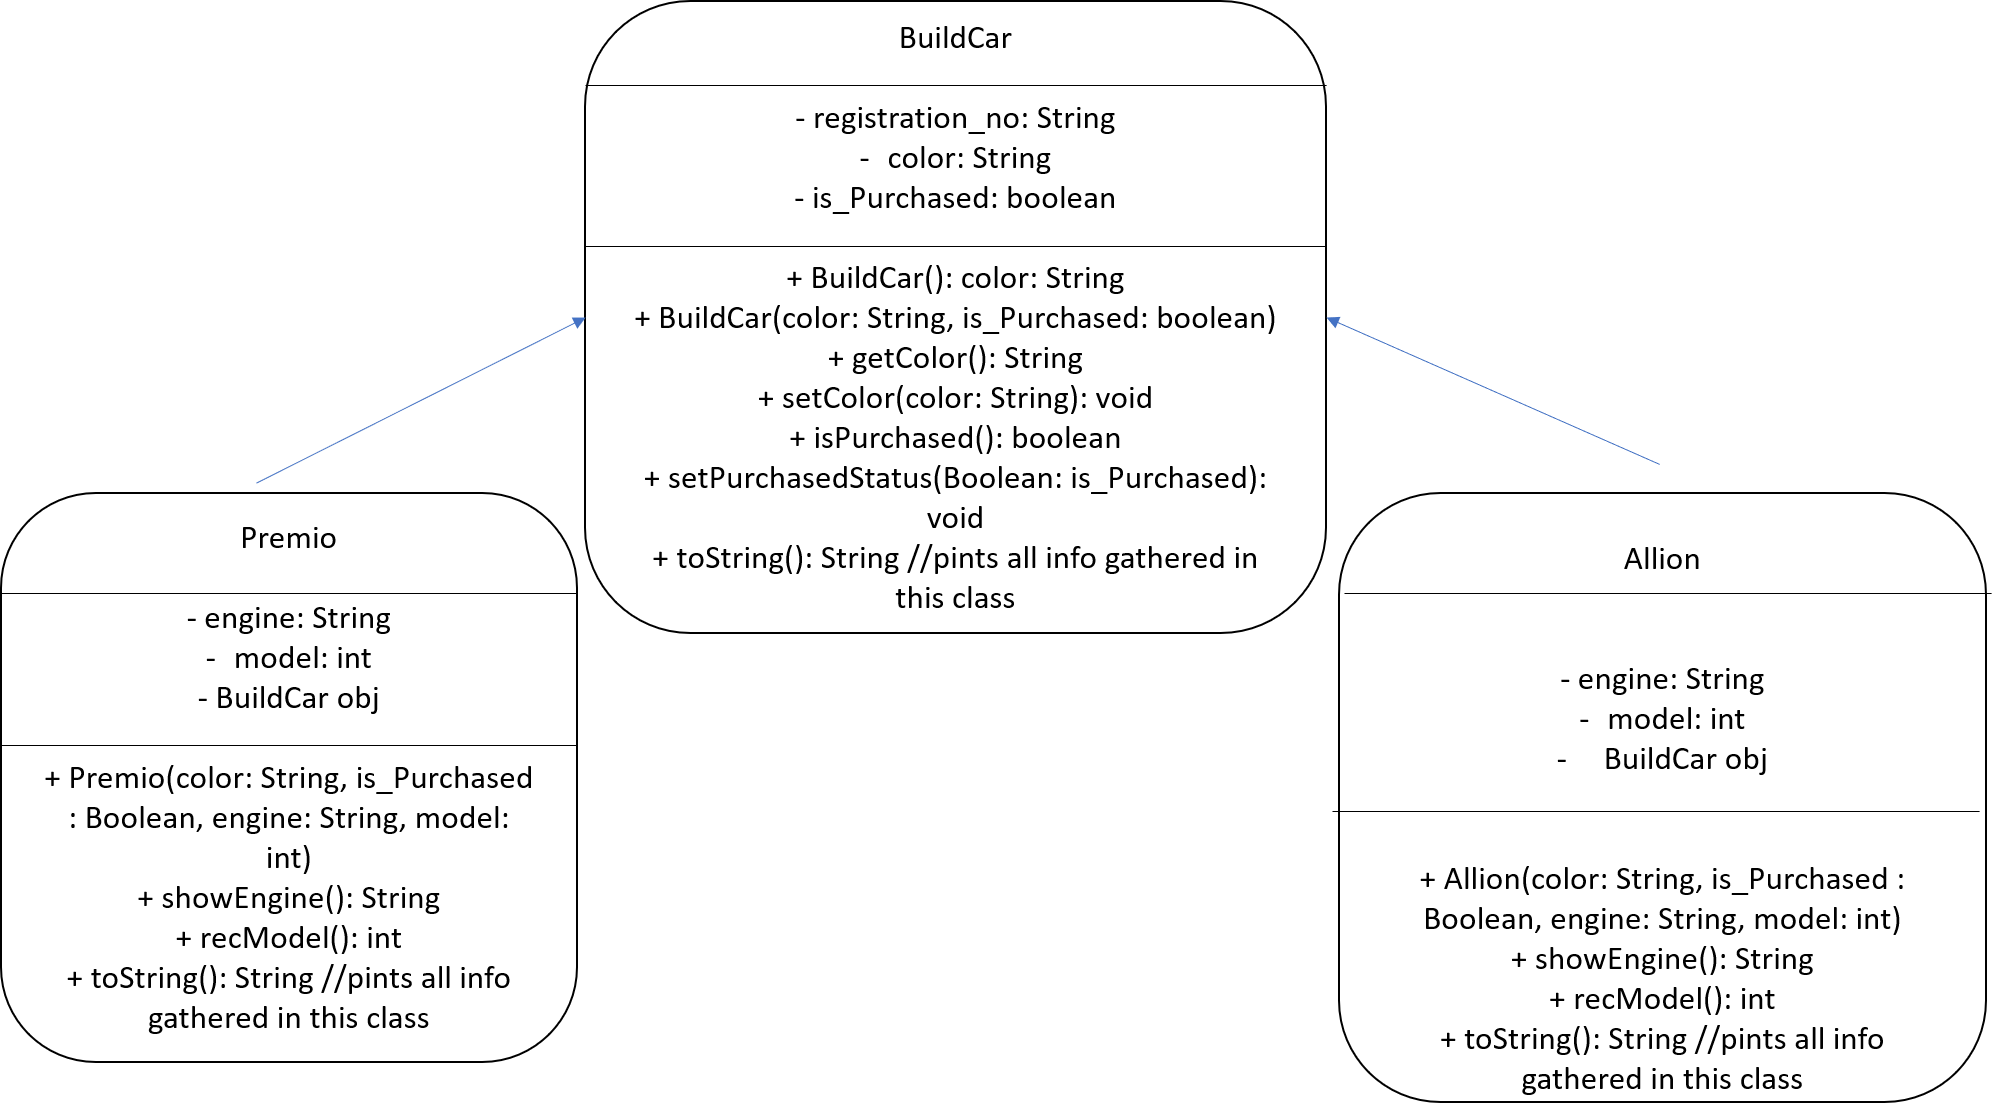 BuildCar
- registration_no: String
- color: String
- is_Purchased: boolean
+ BuildCar(): color: String
+ BuildCar(color: String, is_Purchased: boolean)
+ getColor(): String
+ setColor(color: String): void
+ isPurchased(): boolean
+ setPurchasedStatus(Boolean: is_Purchased):
void
+ toString(): String //pints all info gathered in
this class
Premio
- engine: String
- model: int
- BuildCar obj
+ Premio(color: String, is_Purchased
: Boolean, engine: String, model:
int)
+ showEngine(): String
+ recModel(): int
+ toString(): String //pints all info
gathered in this class
Allion
- engine: String
- model: int
- BuildCar obj
+ Allion(color: String, is_Purchased :
Boolean, engine: String, model: int)
+ showEngine(): String
+ recModel(): int
+ toString(): String //pints all info
gathered in this class